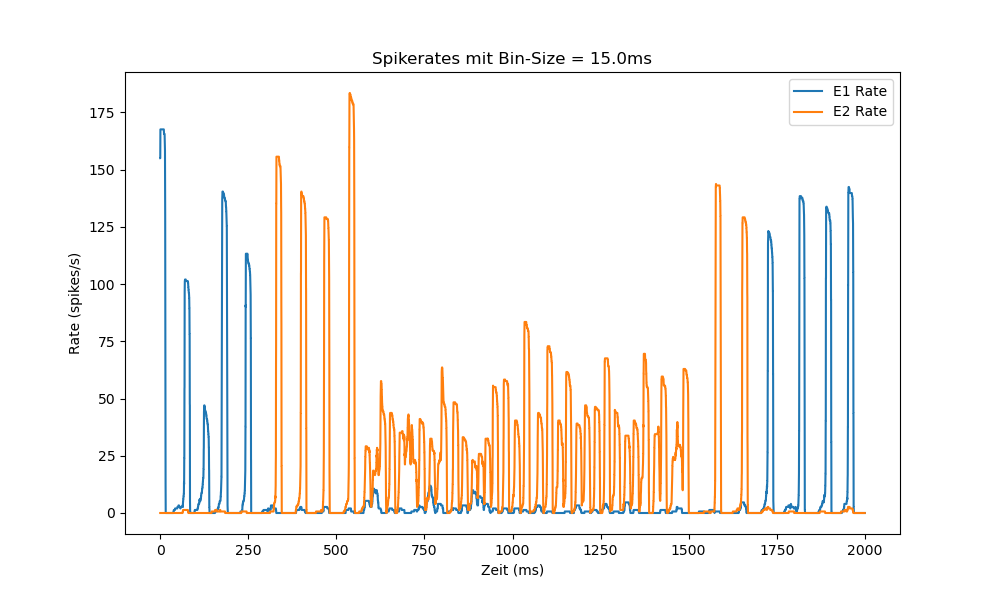 Spikerates mit Bin-Size = 15.0ms
E1 Rate
E2 Rate
175
150
125
100
75
50
25
0
Rate (spikes/s)
0 250 500 750 1000 1250 1500 1750 2000
Zeit (ms)